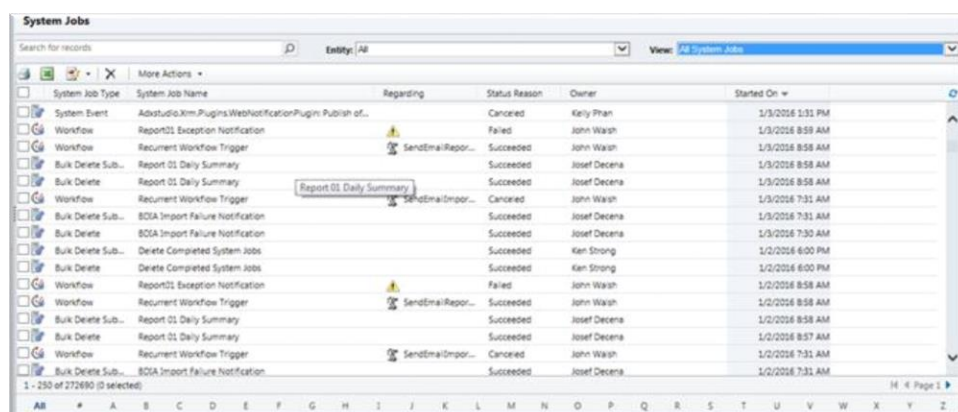 System Jobs
Search for records Entity: All View: All System Jobs
More Actions
System Job Type System Job Name Regarding Status Reason Owner Started On
System Event Adxstudio.Xrm.Plugins.WebNotificationPlugin: Publish of... Canceled Kelly Phan 1/3/2016 1:31 PM
Workflow Report01 Exception Notification Failed John Walsh 1/3/2016 8:59 AM
Workflow Recurrent Workflow Trigger SendEmailRepor... Succeeded John Walsh 1/3/2016 8:58 AM
Bulk Delete Sub... Report 01 Daily Summary Succeeded Josef Decena 1/3/2016 8:58 AM
Bulk Delete Report 01 Daily Summary Succeeded Josef Decena 1/3/2016 8:58 AM
Report 01 Daily Summary
Workflow Recurrent Workflow Trigger SendEmailImpor... Canceled John Walsh 1/3/2016 7:31 AM
Bulk Delete Sub... BDIA Import Failure Notification Succeeded Josef Decena 1/3/2016 7:31 AM
Bulk Delete BDIA Import Failure Notification Succeeded Josef Decena 1/3/2016 7:30 AM
Bulk Delete Sub... Delete Completed System Jobs Succeeded Ken Strong 1/2/2016 6:00 PM
Bulk Delete Delete Completed System Jobs Succeeded Ken Strong 1/2/2016 6:00 PM
Workflow Report01 Exception Notification Failed John Walsh 1/2/2016 8:58 AM
Workflow Recurrent Workflow Trigger SendEmailRepor... Succeeded John Walsh 1/2/2016 8:58 AM
Bulk Delete Sub... Report 01 Daily Summary Succeeded Josef Decena 1/2/2016 8:58 AM
Bulk Delete Report 01 Daily Summary Succeeded Josef Decena 1/2/2016 8:57 AM
Workflow Recurrent Workflow Trigger SendEmailImpor... Canceled John Walsh 1/2/2016 7:31 AM
Bulk Delete Sub... BDIA Import Failure Notification Succeeded Josef Decena 1/2/2016 7:31 AM
1 - 250 of 272690 (0 selected) Page 1
All # A B C D E F G H I J K L M N O P Q R S T U V W X Y Z